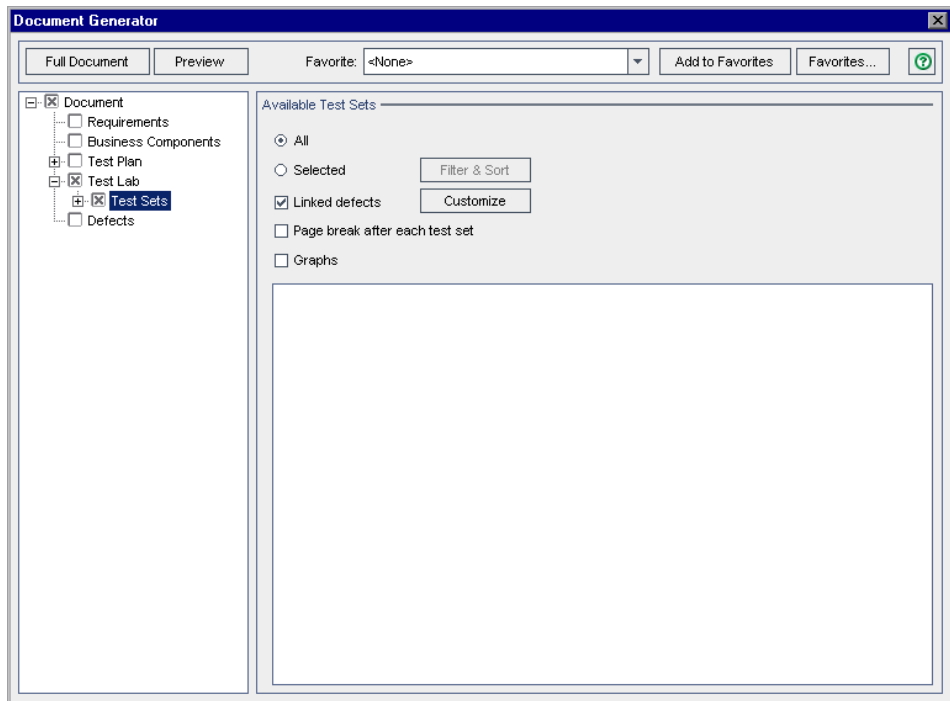 Document Generator
Full Document Preview Favorite: <None> Add to Favorites Favorites...
Document
Requirements
Business Components
Test Plan
Test Lab
Test Sets
Defects
Available Test Sets
All
Selected Filter & Sort
Linked defects Customize
Page break after each test set
Graphs